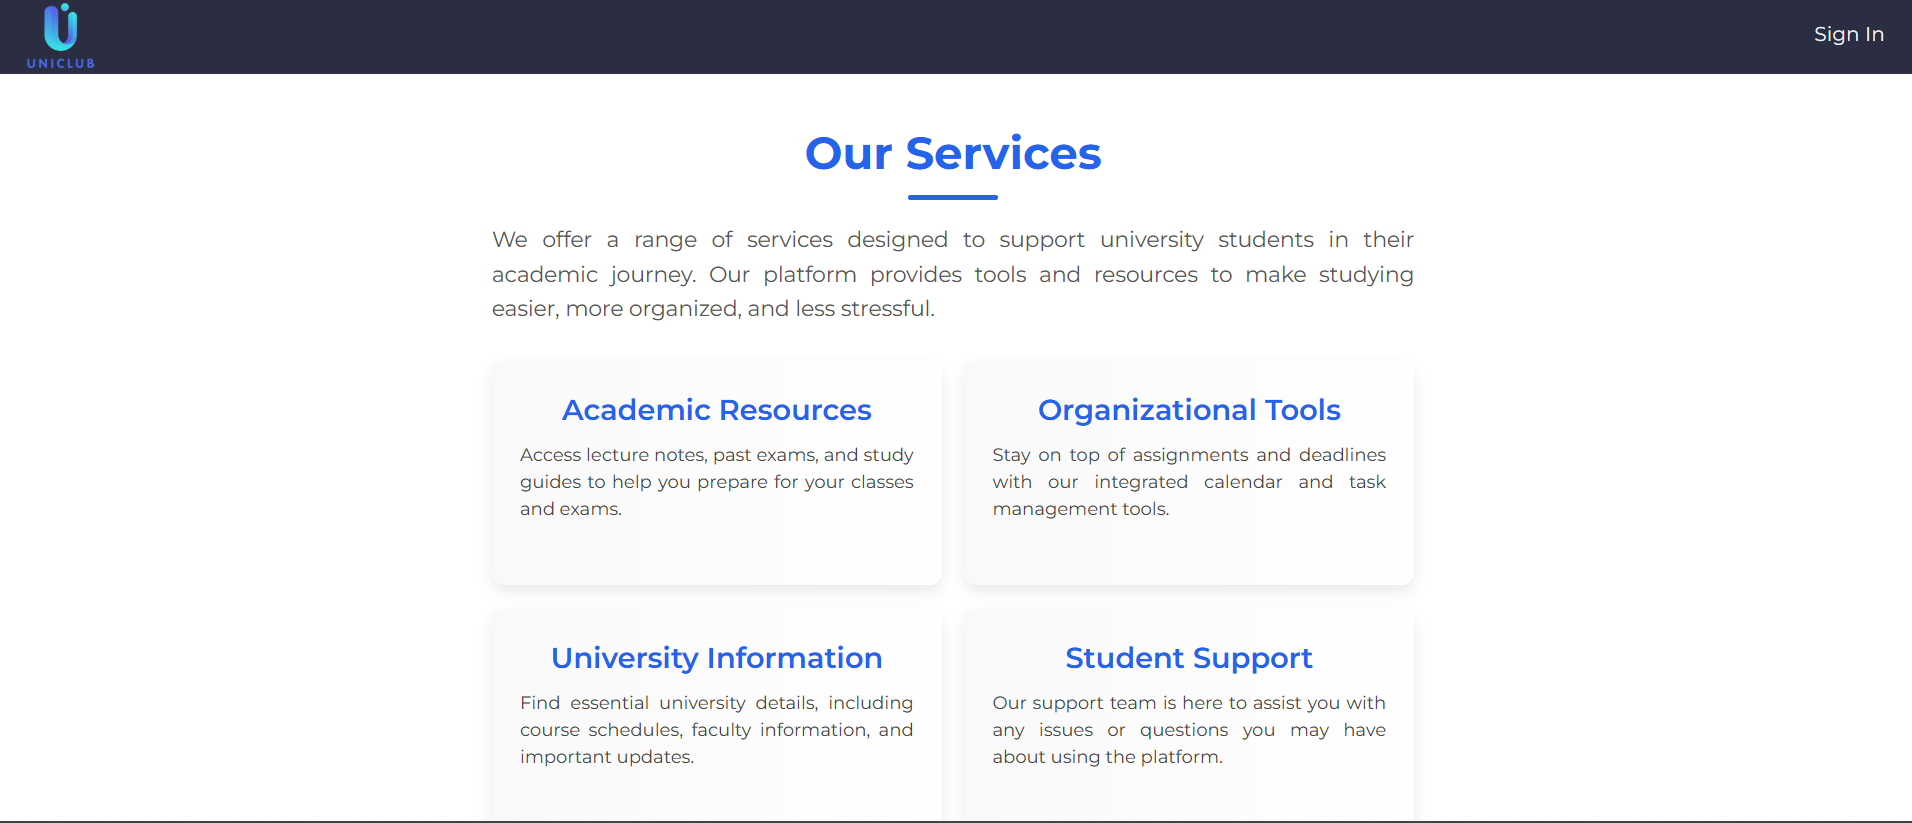 UNICLUB
Sign In
Our Services
We offer a range of services designed to support university students in their
academic journey. Our platform provides tools and resources to make studying
easier, more organized, and less stressful.
Academic Resources
Access lecture notes, past exams, and study
guides to help you prepare for your classes
and exams.
Organizational Tools
Stay on top of assignments and deadlines
with our integrated calendar and task
management tools.
University Information
Find essential university details, including
course schedules, faculty information, and
important updates.
Student Support
Our support team is here to assist you with
any issues or questions you may have
about using the platform.